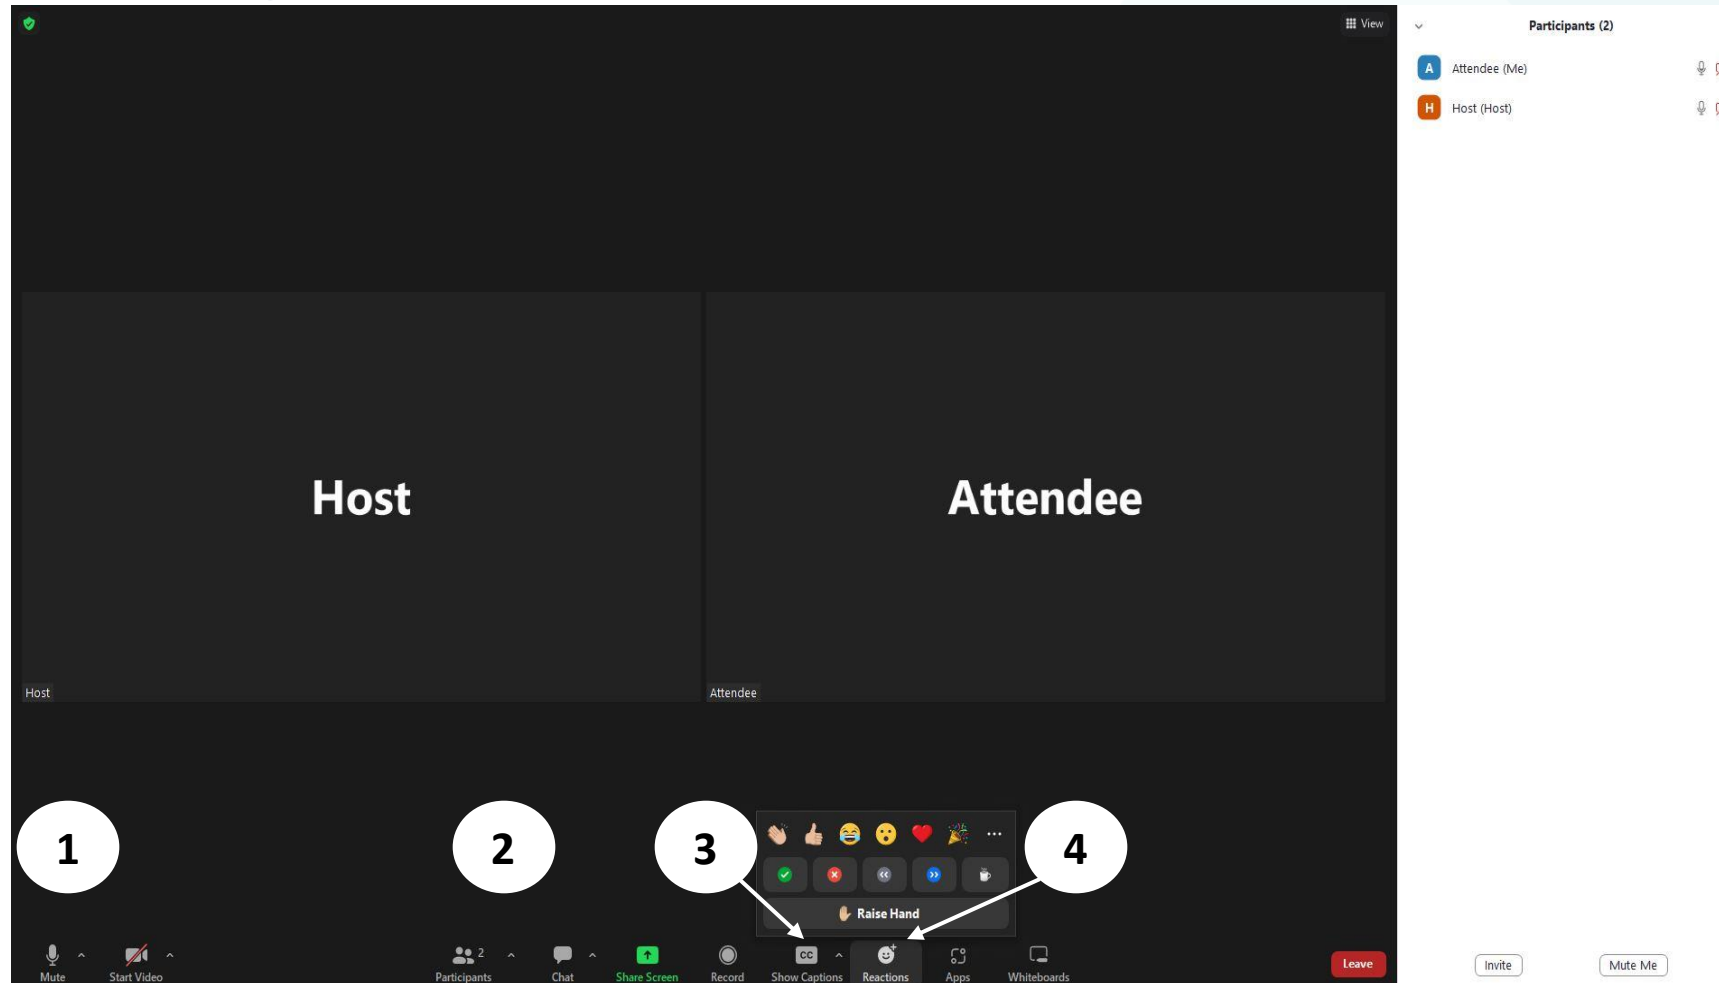 View
Participants (2)
A Attendee (Me)
H Host (Host)
Host
Attendee
Host
Attendee
1
2
3
4
Raise Hand
2
CC
Mute
Start Video
Participants
Chat
Share Screen
Record
Show Captions
Reactions
Apps
Whiteboards
Leave
Invite
Mute Me